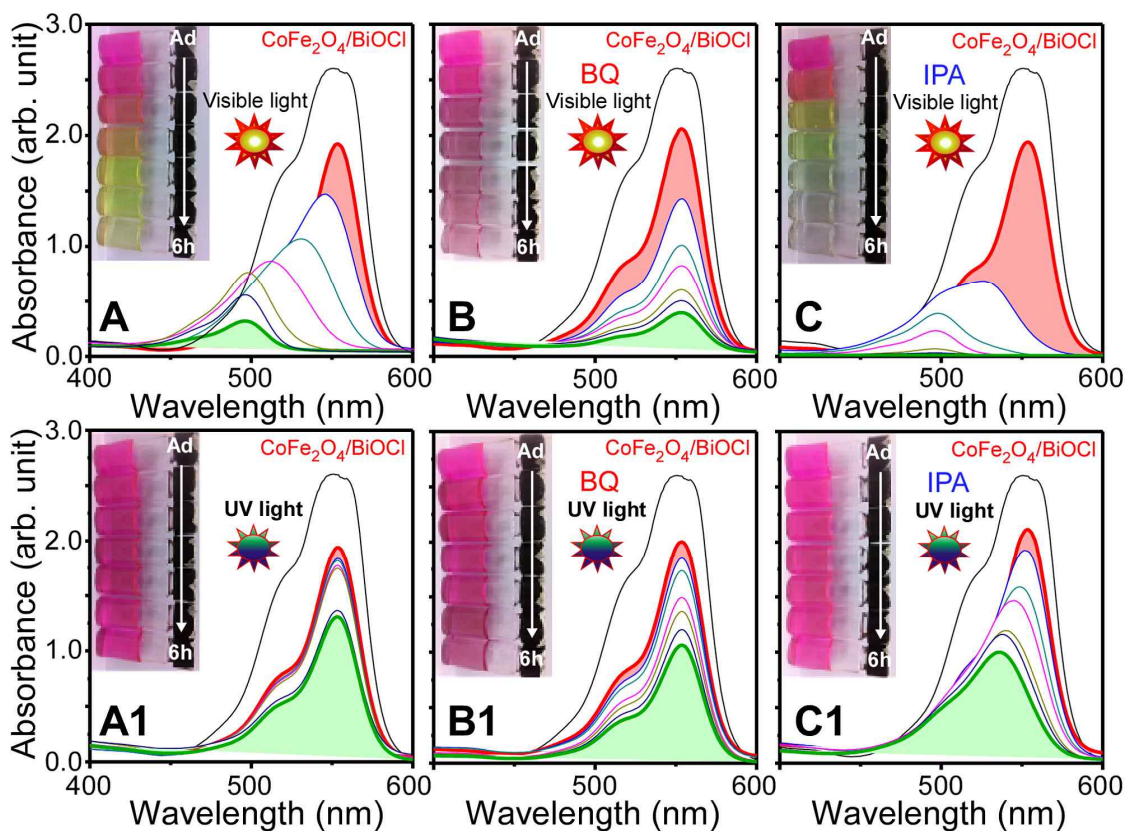 3.0
2.0
1.0
0.0
Absorbance (arb. unit)
Ad
6h
CoFe₂O₄/BiOCl
Visible light
A
400
500
600
Wavelength (nm)
Ad
6h
CoFe₂O₄/BiOCl
BQ
Visible light
B
500
600
Wavelength (nm)
Ad
6h
CoFe₂O₄/BiOCl
IPA
Visible light
C
500
600
Wavelength (nm)
3.0
2.0
1.0
0.0
Absorbance (arb. unit)
Ad
6h
CoFe₂O₄/BiOCl
UV light
A1
400
500
600
Wavelength (nm)
Ad
6h
CoFe₂O₄/BiOCl
BQ
UV light
B1
500
600
Wavelength (nm)
Ad
6h
CoFe₂O₄/BiOCl
IPA
UV light
C1
500
600
Wavelength (nm)